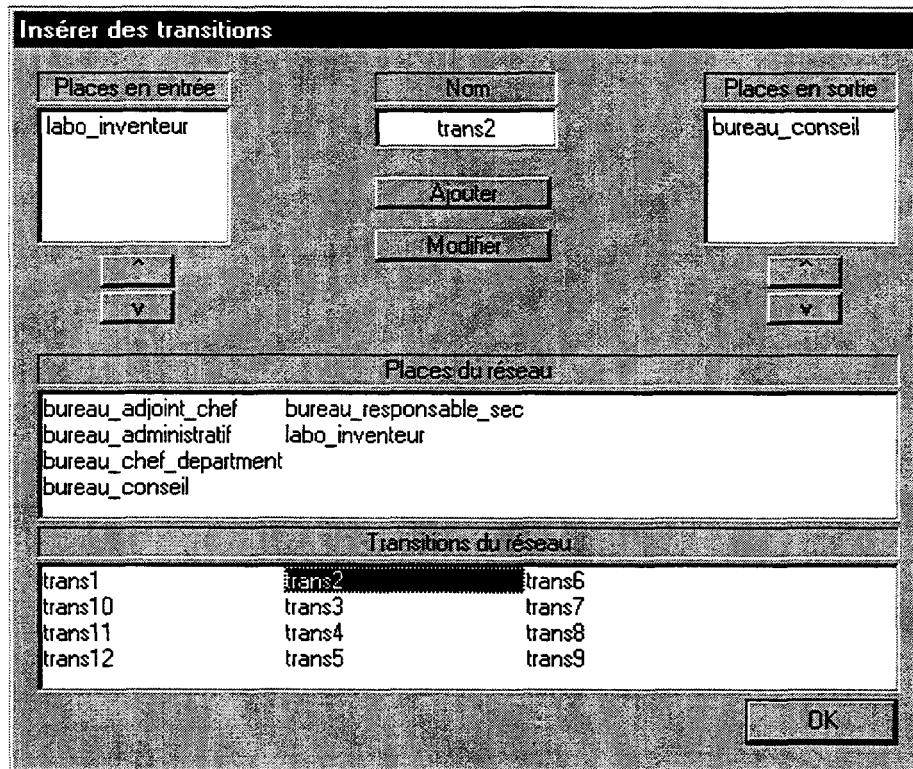 Insérer des transitions
Places en entrée
Nom
Places en sortie
labo_inventeur
trans2
bureau_conseil
Ajouter
Modifier
^
v
^
v
Places du réseau
bureau_adjoint_chef bureau_responsable_sec
bureau_administratif labo_inventeur
bureau_chef_department
bureau_conseil
Transitions du réseau
trans1 trans2 trans6
trans10 trans3 trans7
trans11 trans4 trans8
trans12 trans5 trans9
OK